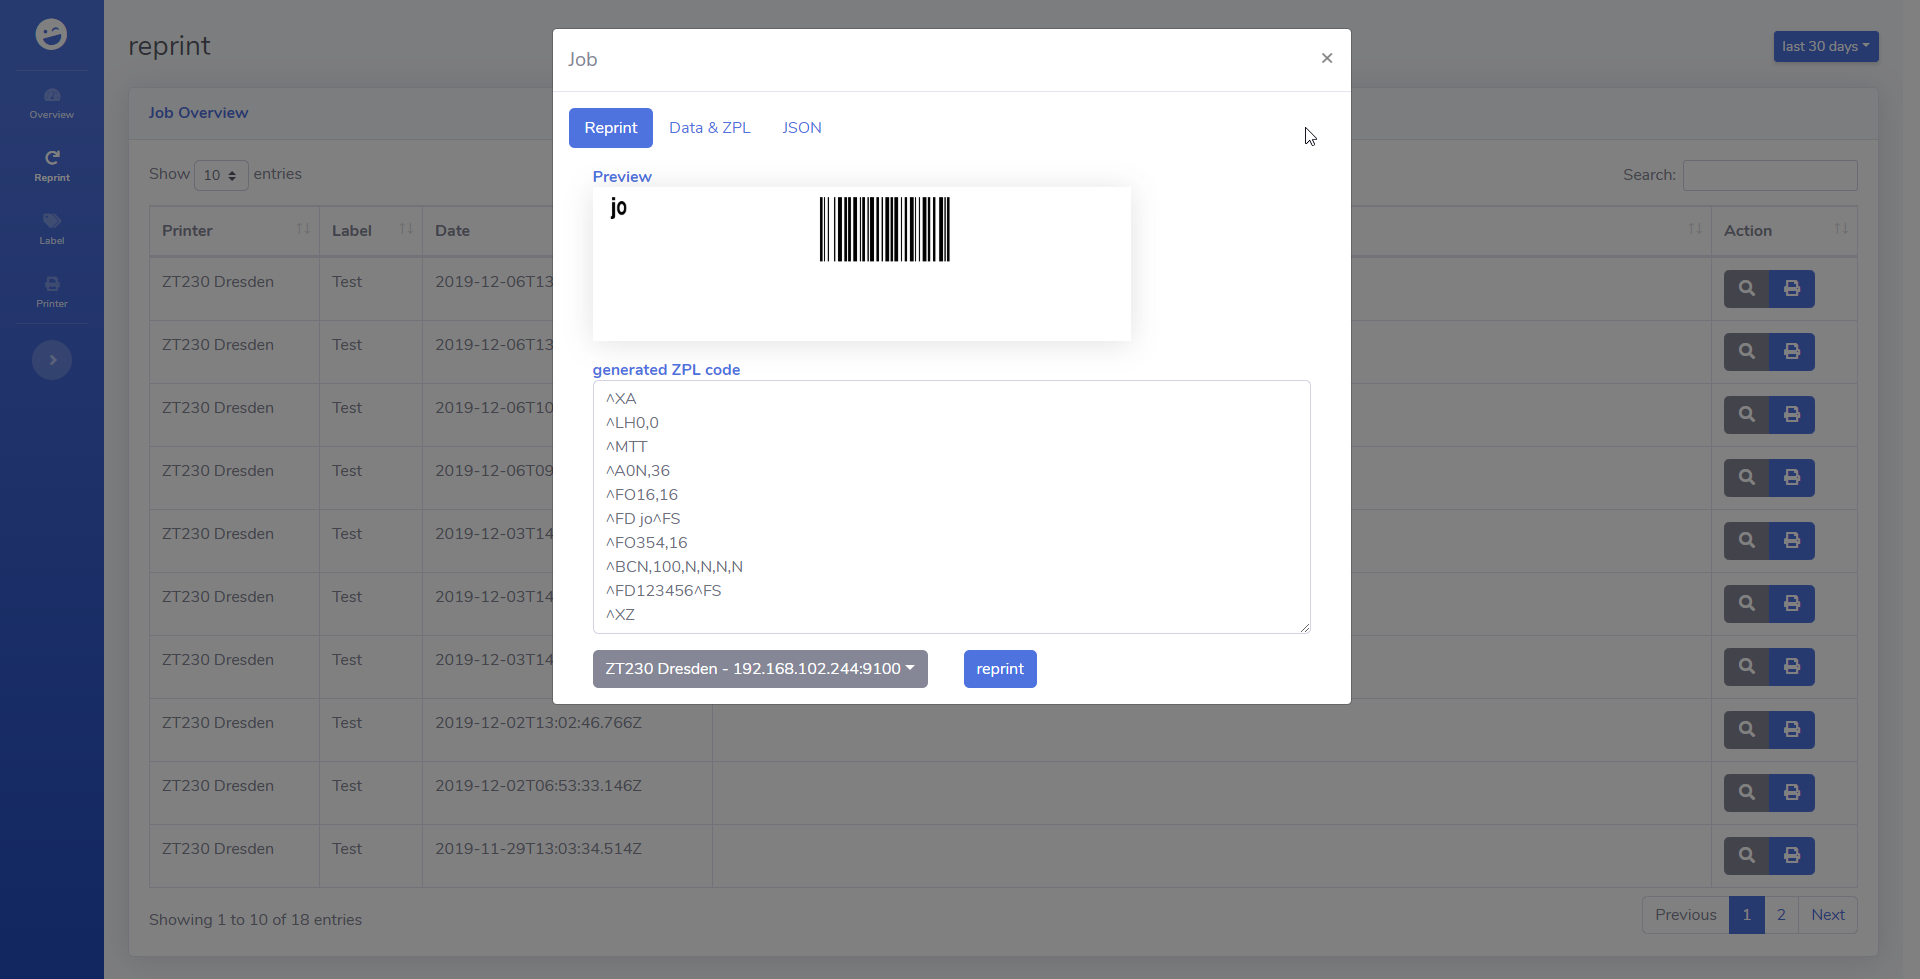 reprint
last 30 days
Overview
Reprint
Label
Printer
Job Overview
Show 10 entries
Search:
Printer Label Date Action
ZT230 Dresden Test 2019-12-06T13
ZT230 Dresden Test 2019-12-06T13
ZT230 Dresden Test 2019-12-06T10
ZT230 Dresden Test 2019-12-06T09
ZT230 Dresden Test 2019-12-03T14
ZT230 Dresden Test 2019-12-03T14
ZT230 Dresden Test 2019-12-03T14
ZT230 Dresden Test 2019-12-02T13:02:46.766Z
ZT230 Dresden Test 2019-12-02T06:53:33.146Z
ZT230 Dresden Test 2019-11-29T13:03:34.514Z
Showing 1 to 10 of 18 entries
Previous 1 2 Next
Job ×
Reprint Data & ZPL JSON
Preview
jo
generated ZPL code
^XA
^LH0,0
^MTT
^A0N,36
^FO16,16
^FD jo^FS
^FO354,16
^BCN,100,N,N,N,N
^FD123456^FS
^XZ
ZT230 Dresden - 192.168.102.244:9100
reprint